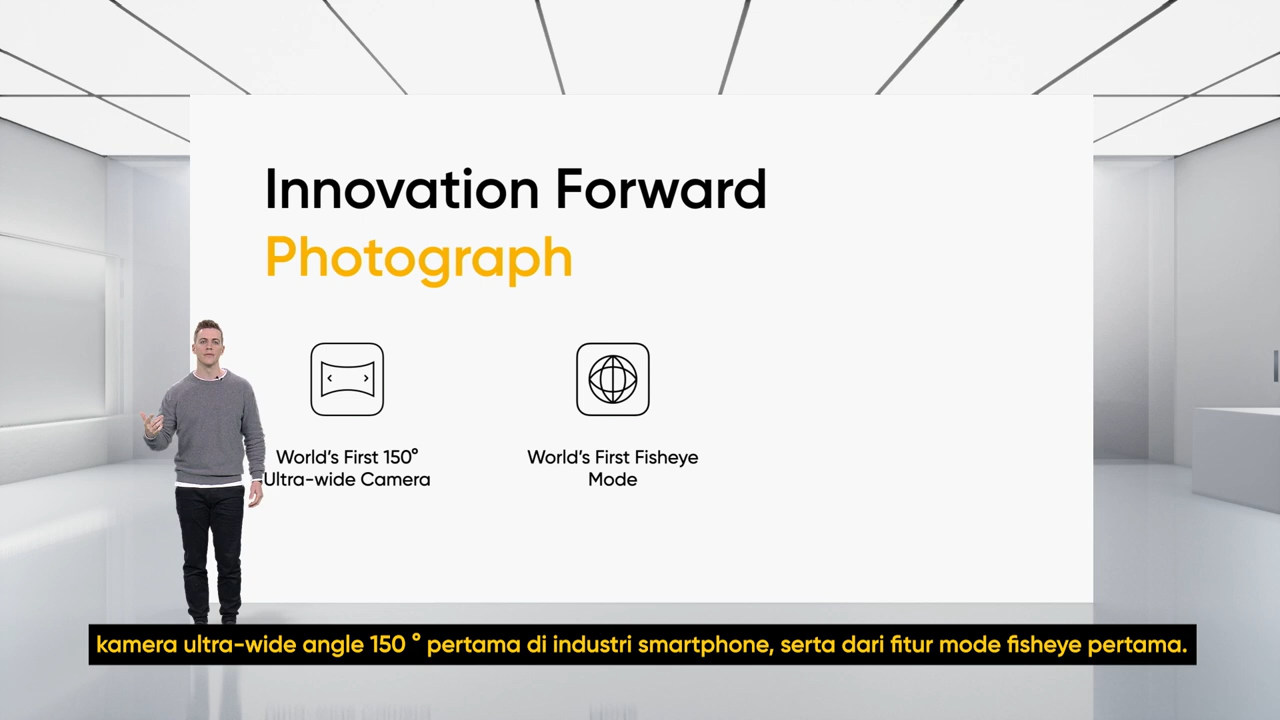 Innovation Forward
Photograph
World's First 150°
Ultra-wide Camera
World's First Fisheye
Mode
kamera ultra-wide angle 150 ° pertama di industri smartphone, serta dari fitur mode fisheye pertama.